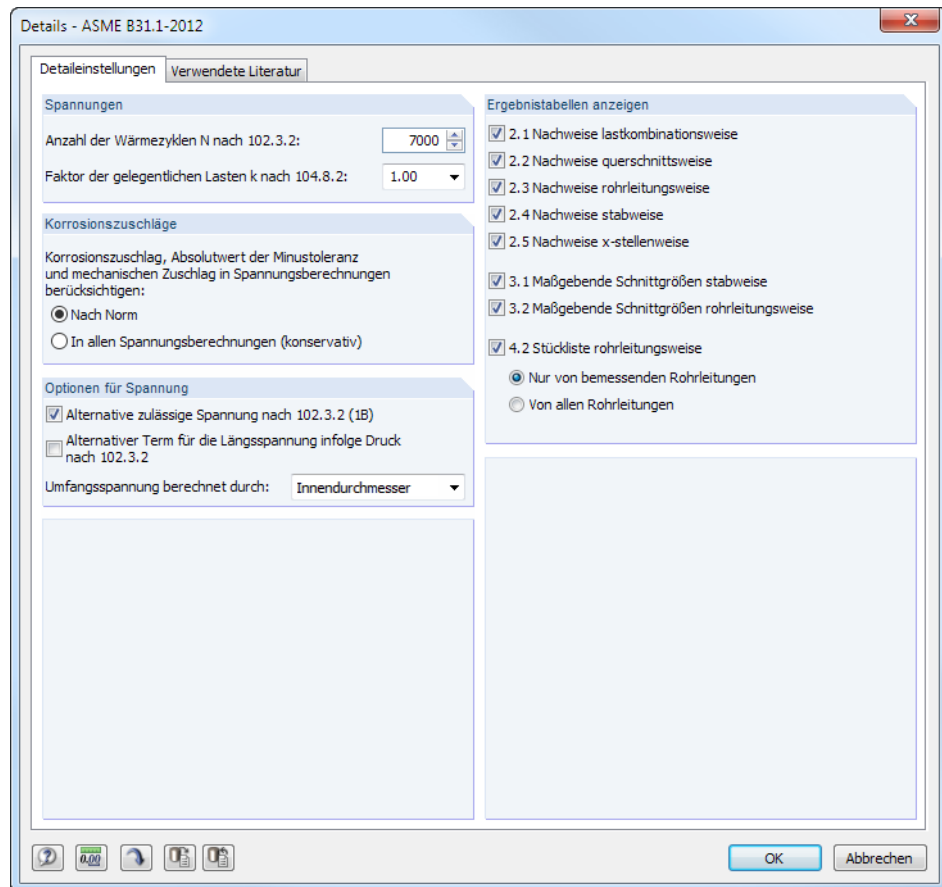 Details - ASME B31.1-2012
Detaileinstellungen
Verwendete Literatur
Spannungen
Anzahl der Wärmezyklen N nach 102.3.2:
7000
Faktor der gelegentlichen Lasten k nach 104.8.2:
1.00
Korrosionszuschläge
Korrosionszuschlag, Absolutwert der Minustoleranz
und mechanischen Zuschlag in Spannungsberechnungen
berücksichtigen:
Nach Norm
In allen Spannungsberechnungen (konservativ)
Optionen für Spannung
Alternative zulässige Spannung nach 102.3.2 (1B)
Alternativer Term für die Längsspannung infolge Druck
nach 102.3.2
Umfangsspannung berechnet durch:
Innendurchmesser
Ergebnistabellen anzeigen
2.1 Nachweise lastkombinationsweise
2.2 Nachweise querschnittsweise
2.3 Nachweise rohrleitungsweise
2.4 Nachweise stabweise
2.5 Nachweise x-stellenweise
3.1 Maßgebende Schnittgrößen stabweise
3.2 Maßgebende Schnittgrößen rohrleitungsweise
4.2 Stückliste rohrleitungsweise
Nur von bemessenden Rohrleitungen
Von allen Rohrleitungen
0.00
OK
Abbrechen